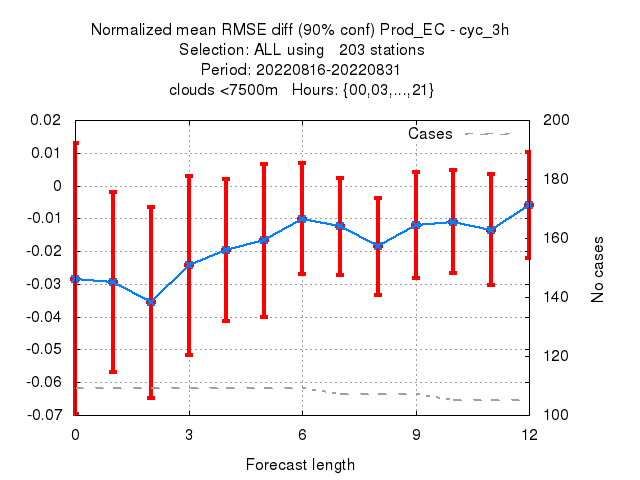 Normalized mean RMSE diff (90% conf) Prod_EC - cyc_3h
Selection: ALL using   203 stations
Period: 20220816-20220831
clouds <7500m   Hours: {00,03,...,21}
0.02
0.01
0
-0.01
-0.02
-0.03
-0.04
-0.05
-0.06
-0.07
Cases
200
180
160
140
120
100
No cases
0 3 6 9 12
Forecast length